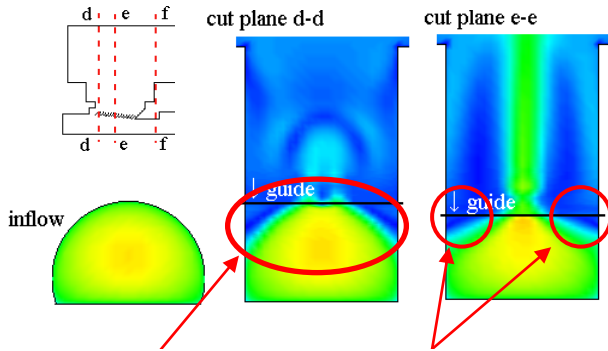 cut plane d-d
cut plane e-e
d e f
d e f
↓ guide
↓ guide
inflow